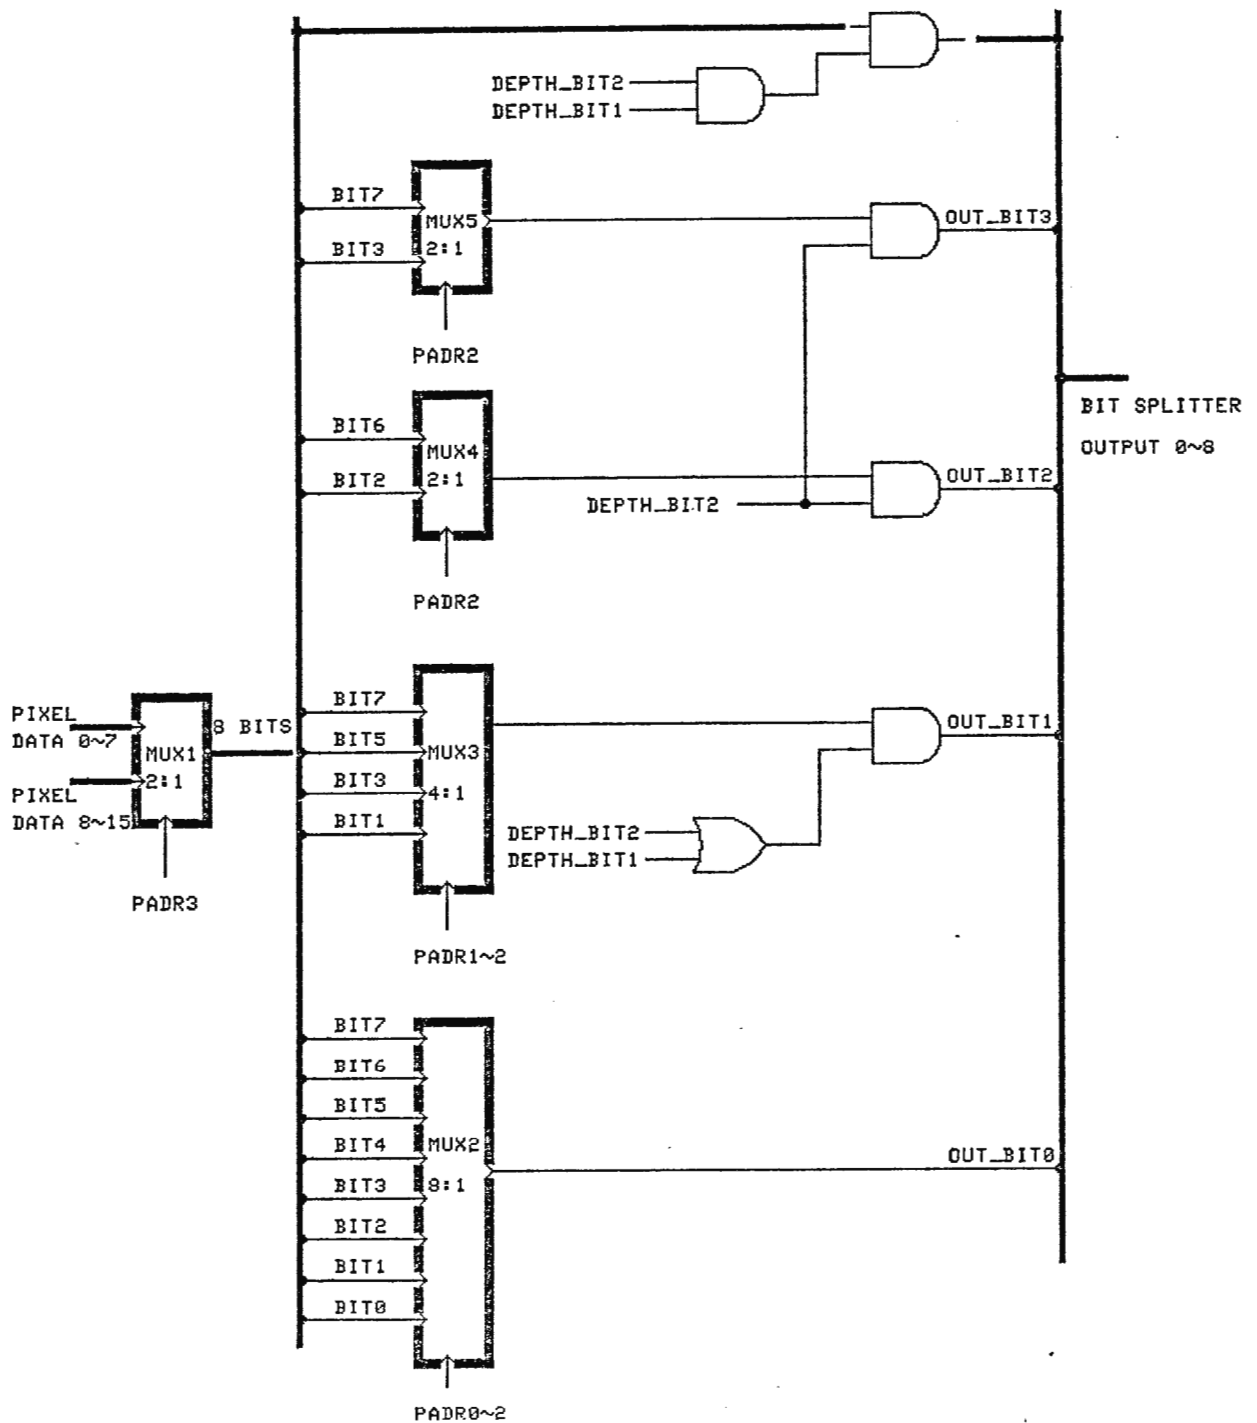 DEPTH_BIT2
DEPTH_BIT1
BIT7
BIT3
MUX5
2:1
PADR2
OUT_BIT3
BIT6
BIT2
MUX4
2:1
PADR2
DEPTH_BIT2
OUT_BIT2
BIT SPLITTER
OUTPUT 0~8
PIXEL
DATA 0~7
PIXEL
DATA 8~15
MUX1
2:1
PADR3
8 BITS
BIT7
BIT5
BIT3
BIT1
MUX3
4:1
PADR1~2
DEPTH_BIT2
DEPTH_BIT1
OUT_BIT1
BIT7
BIT6
BIT5
BIT4
BIT3
BIT2
BIT1
BIT0
MUX2
8:1
PADR0~2
OUT_BIT0